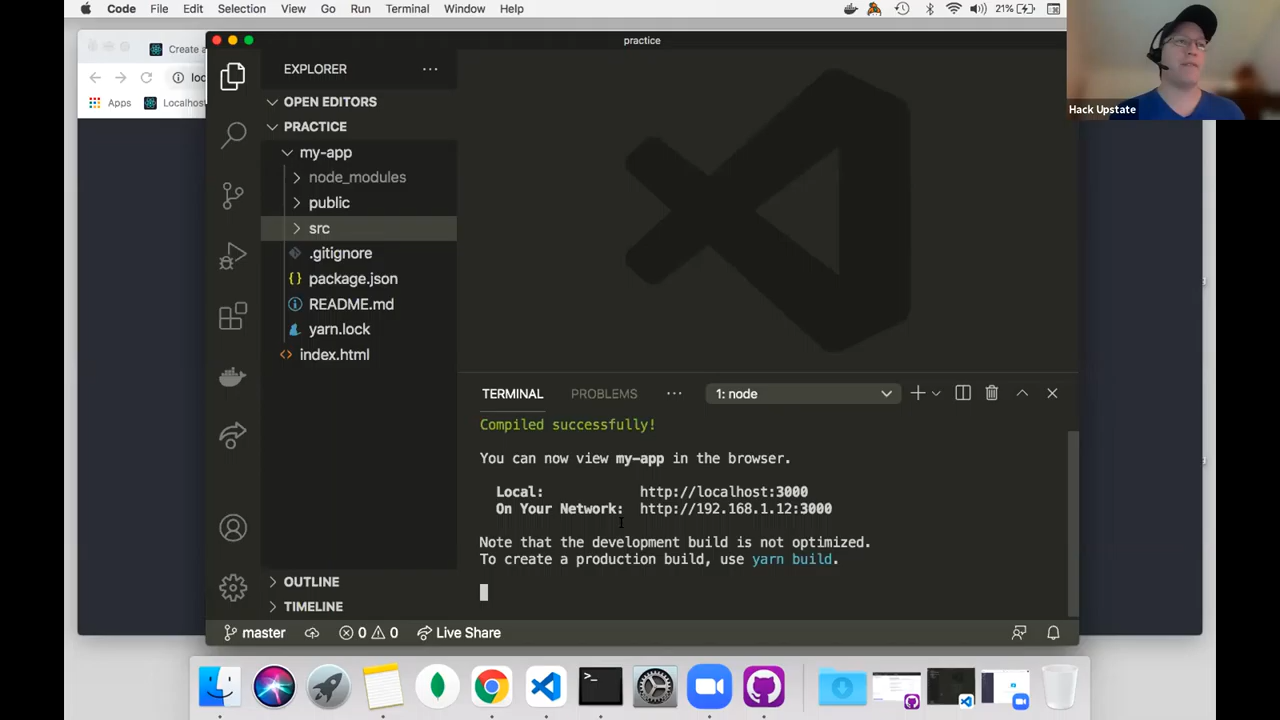 Code File Edit Selection View Go Run Terminal Window Help
21%
practice
Create a
loc
Apps
Localhos
EXPLORER
OPEN EDITORS
PRACTICE
my-app
node_modules
public
src
.gitignore
package.json
README.md
yarn.lock
index.html
OUTLINE
TIMELINE
TERMINAL PROBLEMS 1: node
Compiled successfully!
You can now view my-app in the browser.
Local: http://localhost:3000
On Your Network: http://192.168.1.12:3000
Note that the development build is not optimized.
To create a production build, use yarn build.
master 0 0 Live Share
Hack Upstate